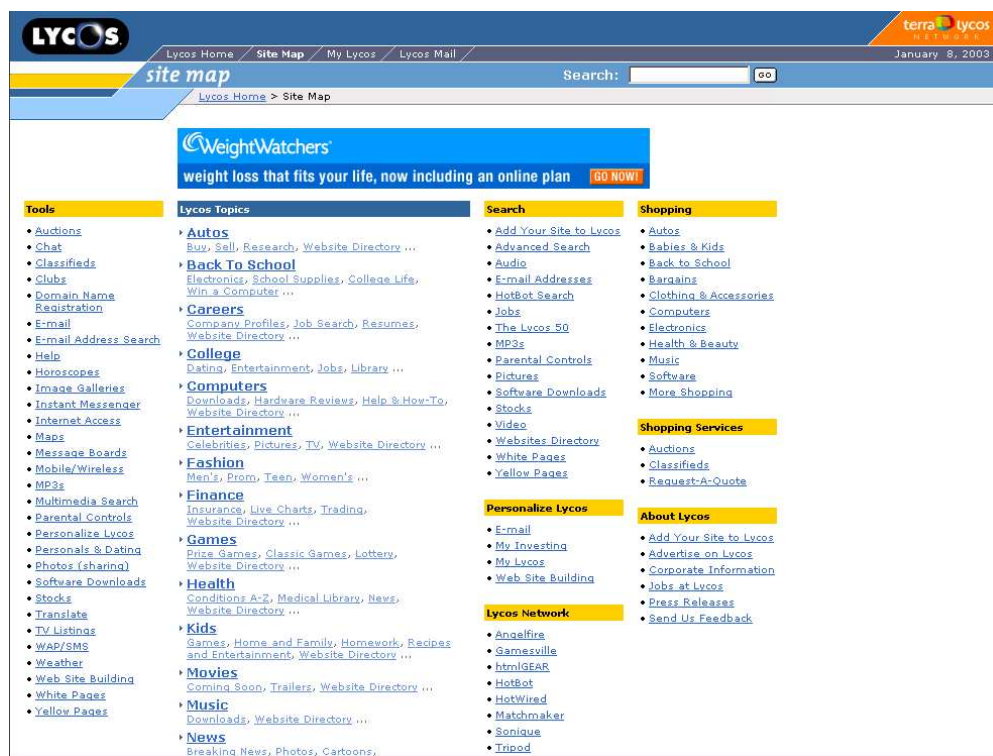 LYCOS
terra lycos
NETWORK
Lycos Home / Site Map / My Lycos / Lycos Mail /
January 8, 2003
site map
Search:
GO
Lycos Home > Site Map
WeightWatchers
weight loss that fits your life, now including an online plan GO NOW!
Tools
• Auctions
• Chat
• Classifieds
• Clubs
• Domain Name
Registration
• E-mail
• E-mail Address Search
• Help
• Horoscopes
• Image Galleries
• Instant Messenger
• Internet Access
• Maps
• Message Boards
• Mobile/Wireless
• MP3s
• Multimedia Search
• Parental Controls
• Personalize Lycos
• Personals & Dating
• Photos (sharing)
• Software Downloads
• Stocks
• Translate
• TV Listings
• WAP/SMS
• Weather
• Web Site Building
• White Pages
• Yellow Pages
Lycos Topics
Autos
Buy, Sell, Research, Website Directory ...
Back To School
Electronics, School Supplies, College Life,
Win a Computer ...
Careers
Company Profiles, Job Search, Resumes,
Website Directory ...
College
Dating, Entertainment, Jobs, Library ...
Computers
Downloads, Hardware Reviews, Help & How-To,
Website Directory ...
Entertainment
Celebrities, Pictures, TV, Website Directory ...
Fashion
Men's, Prom, Teen, Women's ...
Finance
Insurance, Live Charts, Trading,
Website Directory ...
Games
Prize Games, Classic Games, Lottery,
Website Directory ...
Health
Conditions A-Z, Medical Library, News,
Website Directory ...
Kids
Games, Home and Family, Homework, Recipes
and Entertainment, Website Directory ...
Movies
Coming Soon, Trailers, Website Directory ...
Music
Downloads, Website Directory ...
News
Breaking News, Photos, Cartoons,
Search
• Add Your Site to Lycos
• Advanced Search
• Audio
• E-mail Addresses
• HotBot Search
• Jobs
• The Lycos 50
• MP3s
• Parental Controls
• Pictures
• Software Downloads
• Stocks
• Video
• Websites Directory
• White Pages
• Yellow Pages
Personalize Lycos
• E-mail
• My Investing
• My Lycos
• Web Site Building
Lycos Network
• Angelfire
• Gamesville
• htmlGEAR
• HotBot
• HotWired
• Matchmaker
• Sonique
• Tripod
Shopping
• Autos
• Babies & Kids
• Back to School
• Bargains
• Clothing & Accessories
• Computers
• Electronics
• Health & Beauty
• Music
• Software
• More Shopping
Shopping Services
• Auctions
• Classifieds
• Request-A-Quote
About Lycos
• Add Your Site to Lycos
• Advertise on Lycos
• Corporate Information
• Jobs at Lycos
• Press Releases
• Send Us Feedback